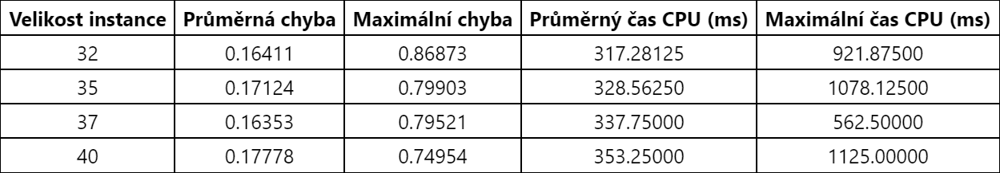 Velikost instance Průměrná chyba Maximální chyba Průměrný čas CPU (ms) Maximální čas CPU (ms)
32 0.16411 0.86873 317.28125 921.87500
35 0.17124 0.79903 328.56250 1078.12500
37 0.16353 0.79521 337.75000 562.50000
40 0.17778 0.74954 353.25000 1125.00000